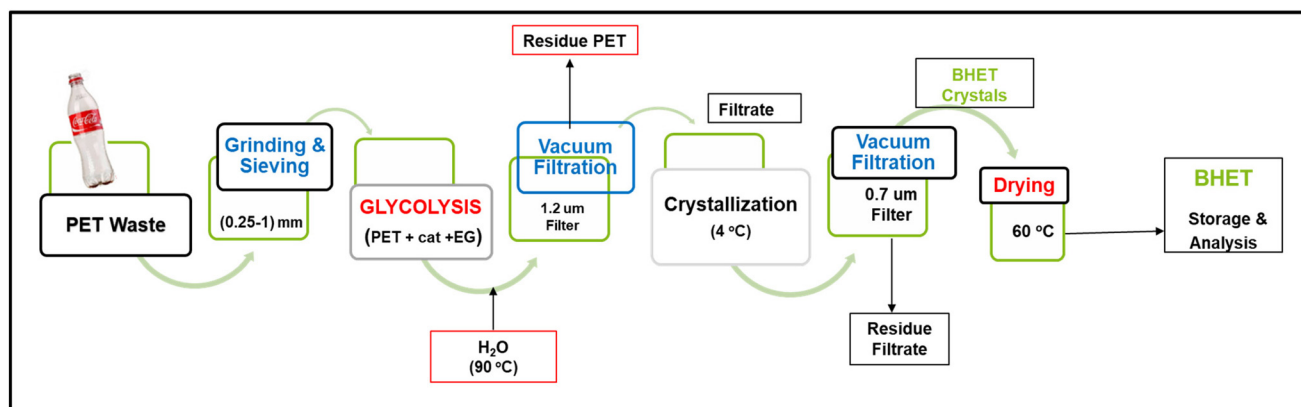 PET Waste
Grinding &
Sieving
(0.25-1) mm
GLYCOLYSIS
(PET + cat +EG)
H₂O
(90 °C)
Residue PET
Vacuum
Filtration
1.2 um
Filter
Filtrate
Crystallization
(4 °C)
Vacuum
Filtration
0.7 um
Filter
Residue
Filtrate
BHET
Crystals
Drying
60 °C
BHET
Storage &
Analysis